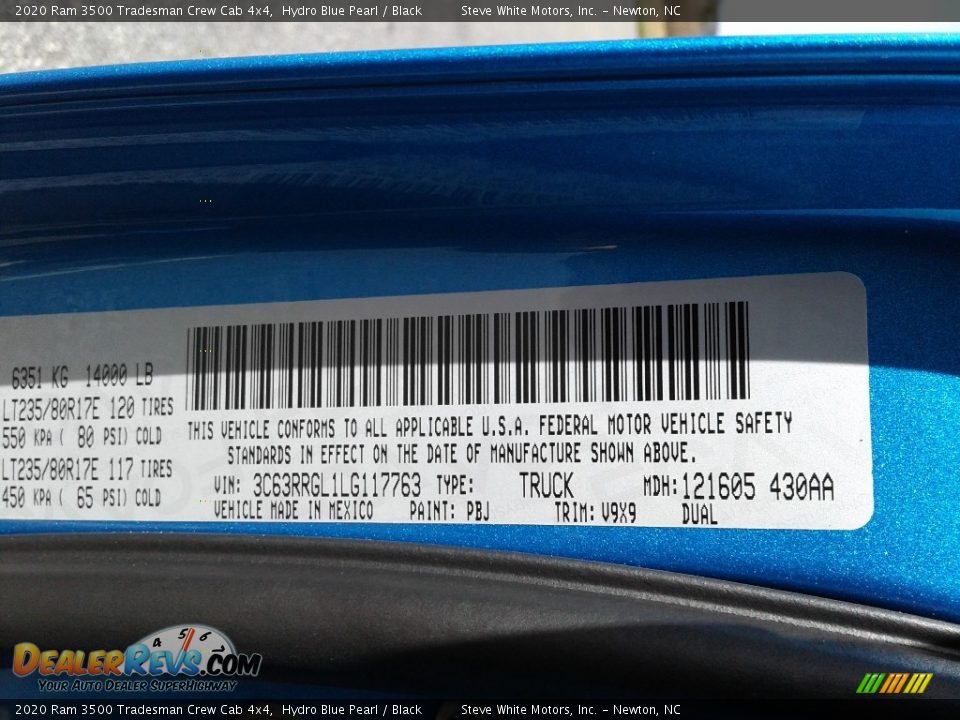 2020 Ram 3500 Tradesman Crew Cab 4x4, Hydro Blue Pearl / Black Steve White Motors, Inc. – Newton, NC
6351 KG 14000 LB
LT235/80R17E 120 TIRES
550 KPA ( 80 PSI) COLD
LT235/80R17E 117 TIRES
450 KPA ( 65 PSI) COLD
THIS VEHICLE CONFORMS TO ALL APPLICABLE U.S.A. FEDERAL MOTOR VEHICLE SAFETY
STANDARDS IN EFFECT ON THE DATE OF MANUFACTURE SHOWN ABOVE.
VIN: 3C63RRGL1LG117763 TYPE: TRUCK MDH: 121605 430AA
VEHICLE MADE IN MEXICO PAINT: PBJ TRIM: V9X9 DUAL
4 5 6
DEALERREVS.COM
YOUR AUTO DEALER SUPERHIGHWAY
2020 Ram 3500 Tradesman Crew Cab 4x4, Hydro Blue Pearl / Black Steve White Motors, Inc. – Newton, NC